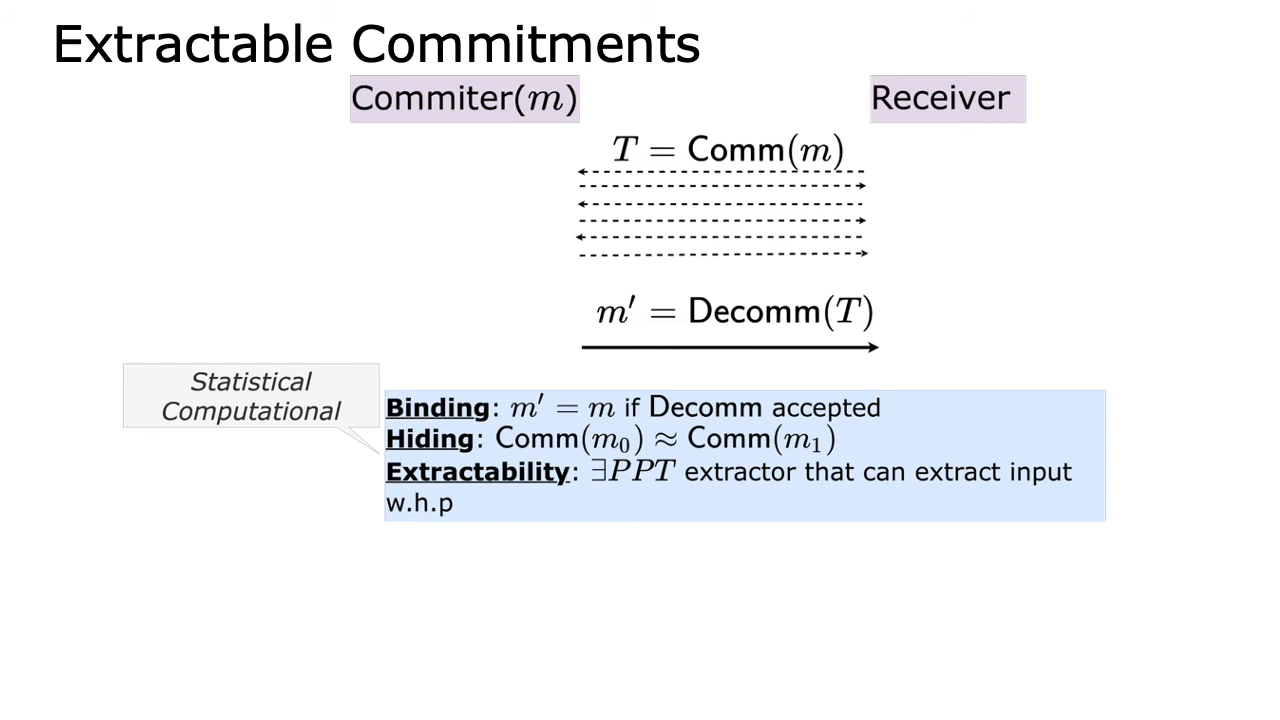 Extractable Commitments
Commiter(m)
Receiver
T = Comm(m)
m′ = Decomm(T)
Statistical
Computational
Binding: m′ = m if Decomm accepted
Hiding: Comm(m₀) ≈ Comm(m₁)
Extractability: ∃PPT extractor that can extract input
w.h.p